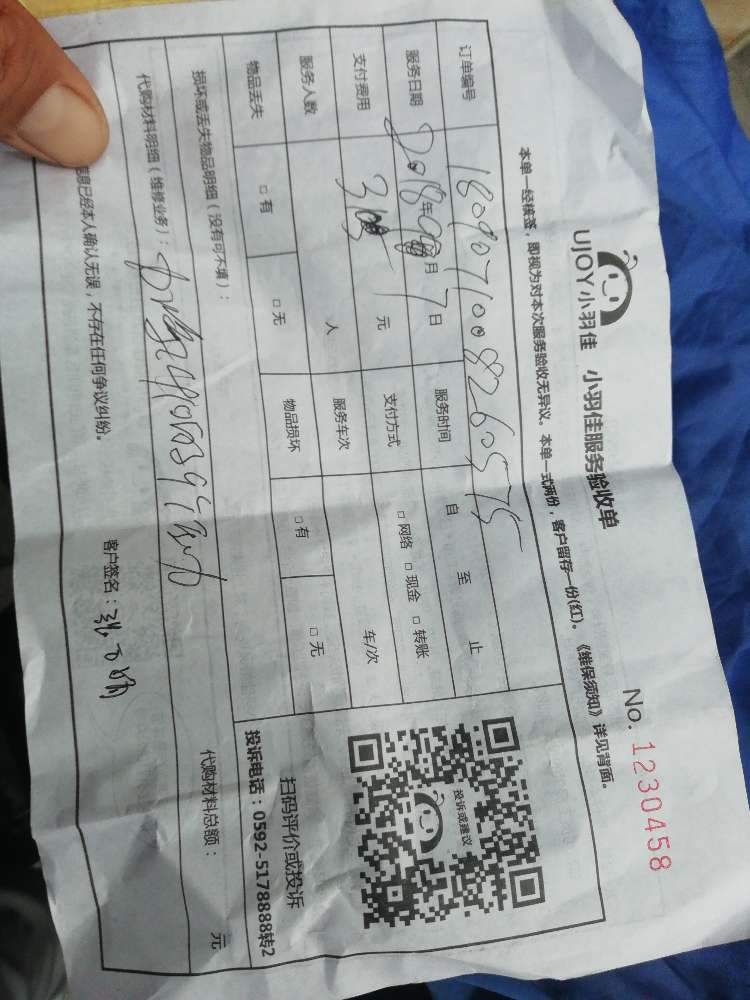 UJOY小羽佳 小羽佳服务验收单
No. 1230458
本单一经核签，即视为对本次服务验收无异议。本单一式两份，客户留存一份(红)。《维保须知》详见背面。
订单编号 1809071008260575
服务日期 2018年 月7日 服务时间 自 至 止
支付费用 元 支付方式 □网络 □现金 □转账
服务人数 人 服务车次 车/次
物品丢失 □有 □无 物品损坏 □有 □无
投诉或建议
扫码评价或投诉
投诉电话：0592-5178888转2
损坏或丢失物品明细（没有可不填）：
代购材料明细（维修业务）： 代购材料总额： 元
信息已经本人确认无误，不存在任何争议纠纷。 客户签名：